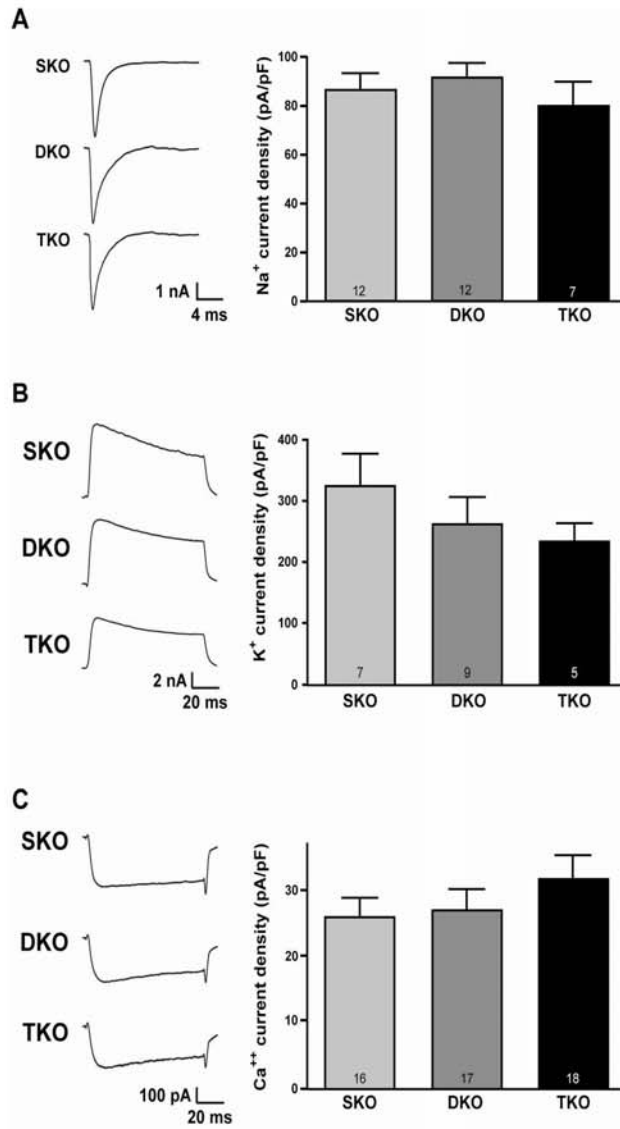 A
SKO
DKO
TKO
1 nA
4 ms
Na+ current density (pA/pF)
100
80
60
40
20
0
12
12
7
SKO DKO TKO
B
SKO
DKO
TKO
2 nA
20 ms
K+ current density (pA/pF)
400
300
200
100
0
7
9
5
SKO DKO TKO
C
SKO
DKO
TKO
100 pA
20 ms
Ca++ current density (pA/pF)
30
20
10
0
16
17
18
SKO DKO TKO